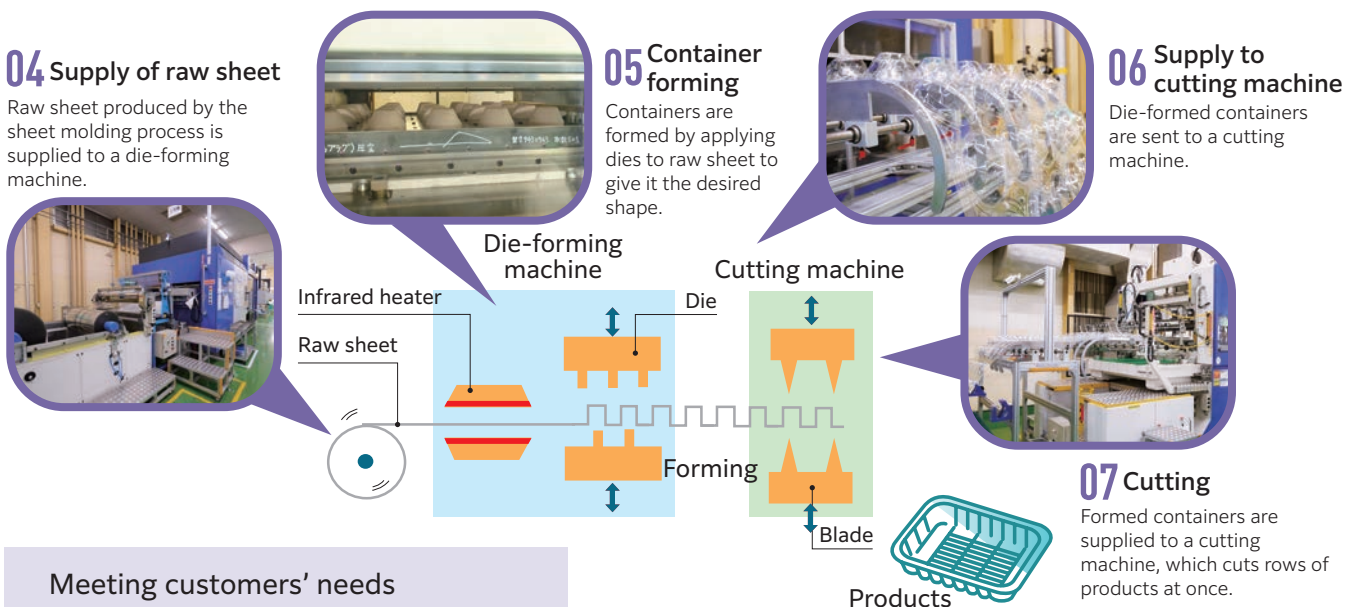 04 Supply of raw sheet
Raw sheet produced by the
sheet molding process is
supplied to a die-forming
machine.
05 Container
forming
Containers are
formed by applying
dies to raw sheet to
give it the desired
shape.
06 Supply to
cutting machine
Die-formed containers
are sent to a cutting
machine.
Die-forming
machine
Cutting machine
Infrared heater
Die
Raw sheet
Forming
Blade
Products
07 Cutting
Formed containers are
supplied to a cutting
machine, which cuts rows of
products at once.
Meeting customers’ needs